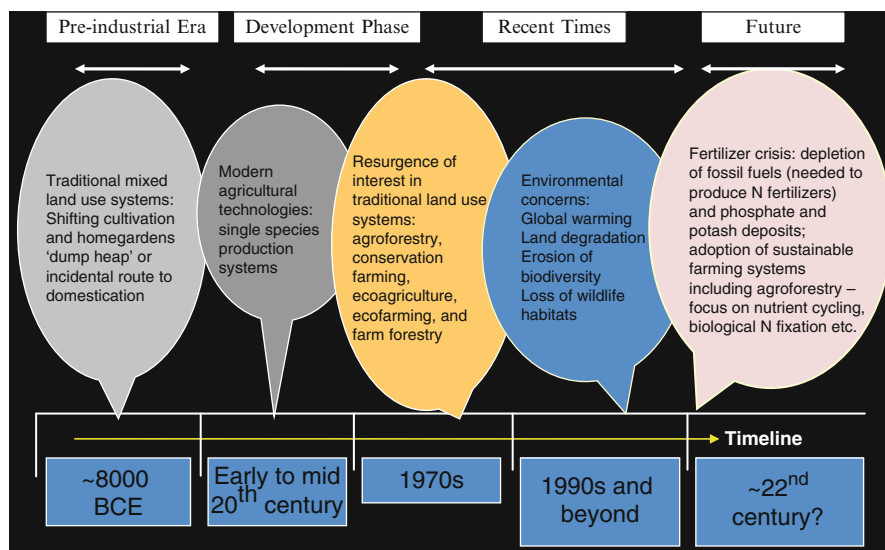 Pre-industrial Era
Development Phase
Recent Times
Future
Traditional mixed
land use systems:
Shifting cultivation
and homegardens
‘dump heap’ or
incidental route to
domestication
Modern
agricultural
technologies:
single species
production
systems
Resurgence of
interest in
traditional land use
systems:
agroforestry,
conservation
farming,
ecoagriculture,
ecofarming, and
farm forestry
Environmental
concerns:
Global warming
Land degradation
Erosion of
biodiversity
Loss of wildlife
habitats
Fertilizer crisis: depletion
of fossil fuels (needed to
produce N fertilizers)
and phosphate and
potash deposits;
adoption of sustainable
farming systems
including agroforestry –
focus on nutrient cycling,
biological N fixation etc.
Timeline
~8000
BCE
Early to mid
20th century
1970s
1990s and
beyond
~22nd
century?